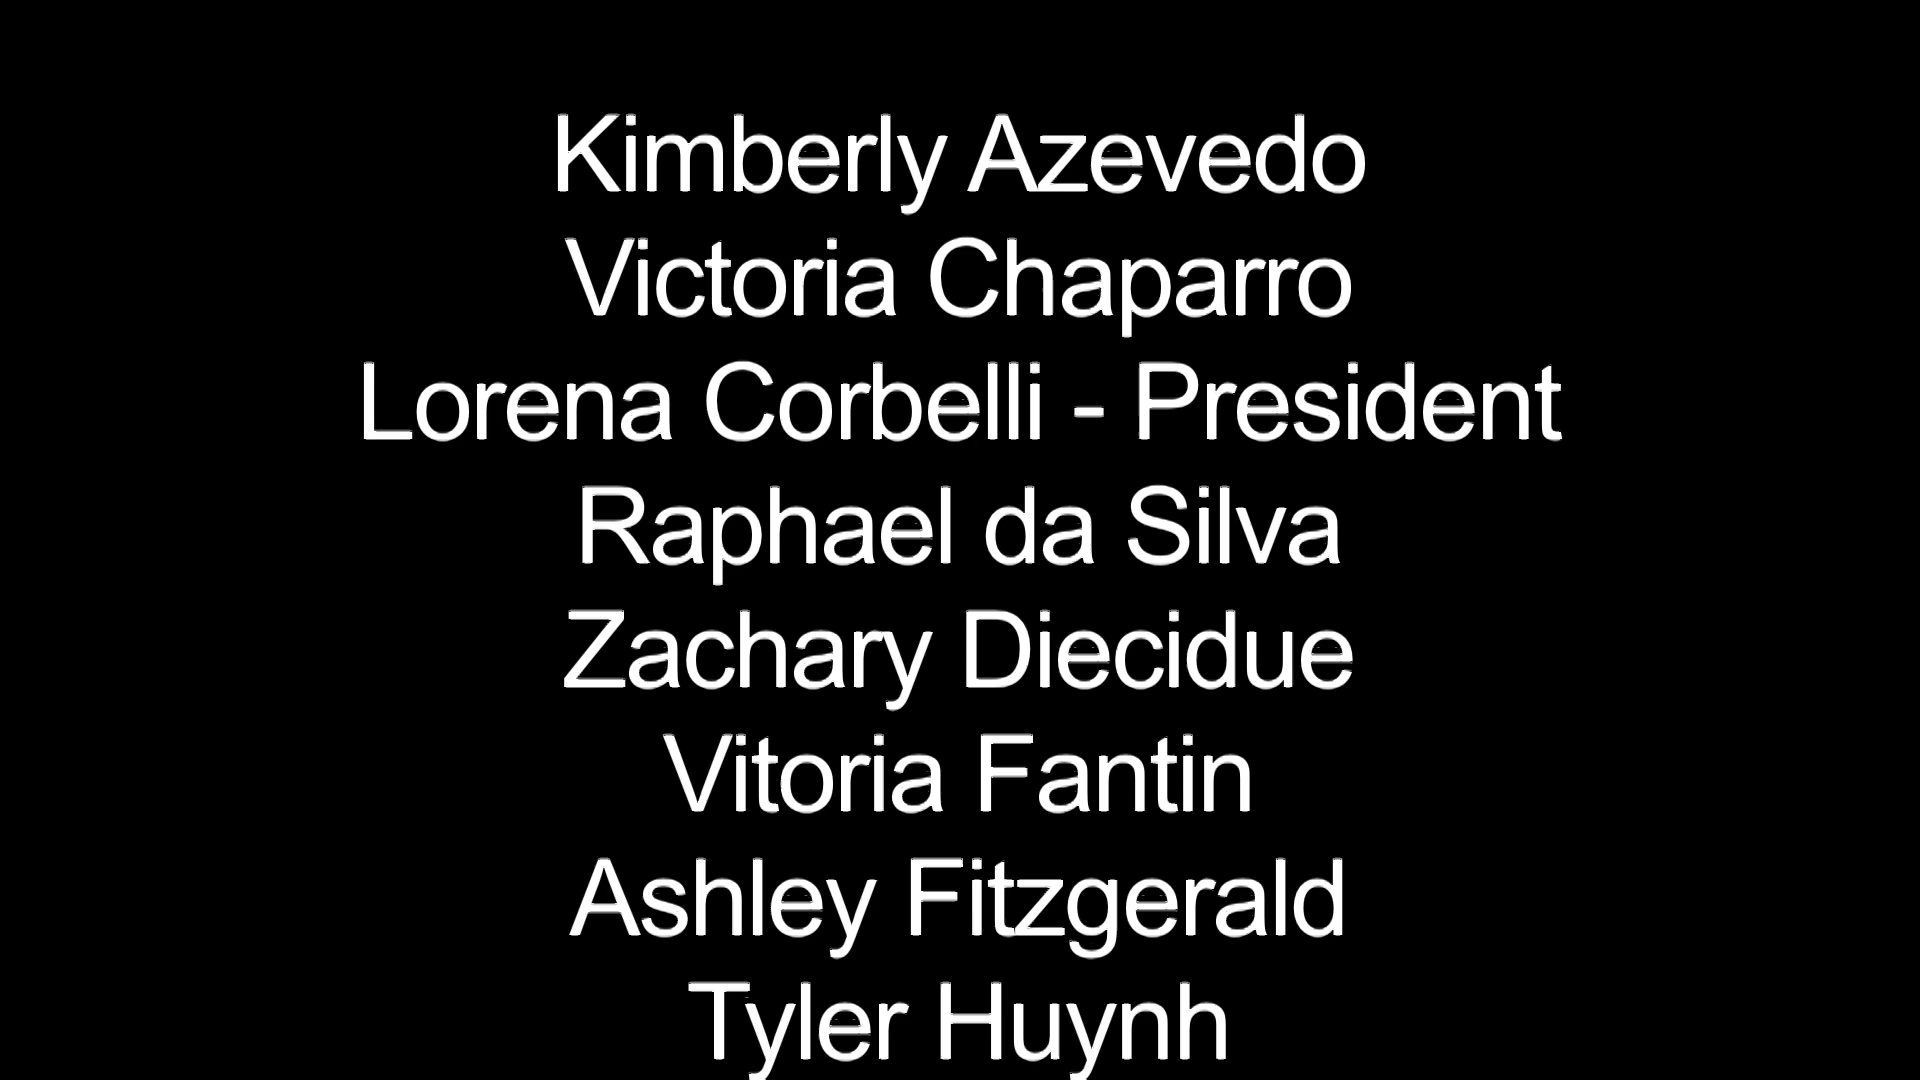 Kimberly Azevedo
Victoria Chaparro
Lorena Corbelli - President
Raphael da Silva
Zachary Diecidue
Vitoria Fantin
Ashley Fitzgerald
Tyler Huynh